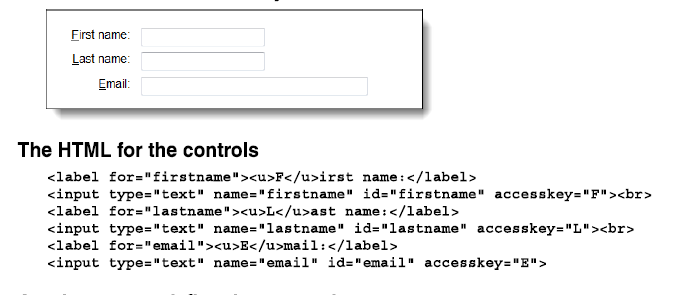 First name:
Last name:
Email:
The HTML for the controls
<label for="firstname"><u>F</u>irst name:</label>
<input type="text" name="firstname" id="firstname" accesskey="F"><br>
<label for="lastname"><u>L</u>ast name:</label>
<input type="text" name="lastname" id="lastname" accesskey="L"><br>
<label for="email"><u>E</u>mail:</label>
<input type="text" name="email" id="email" accesskey="E">